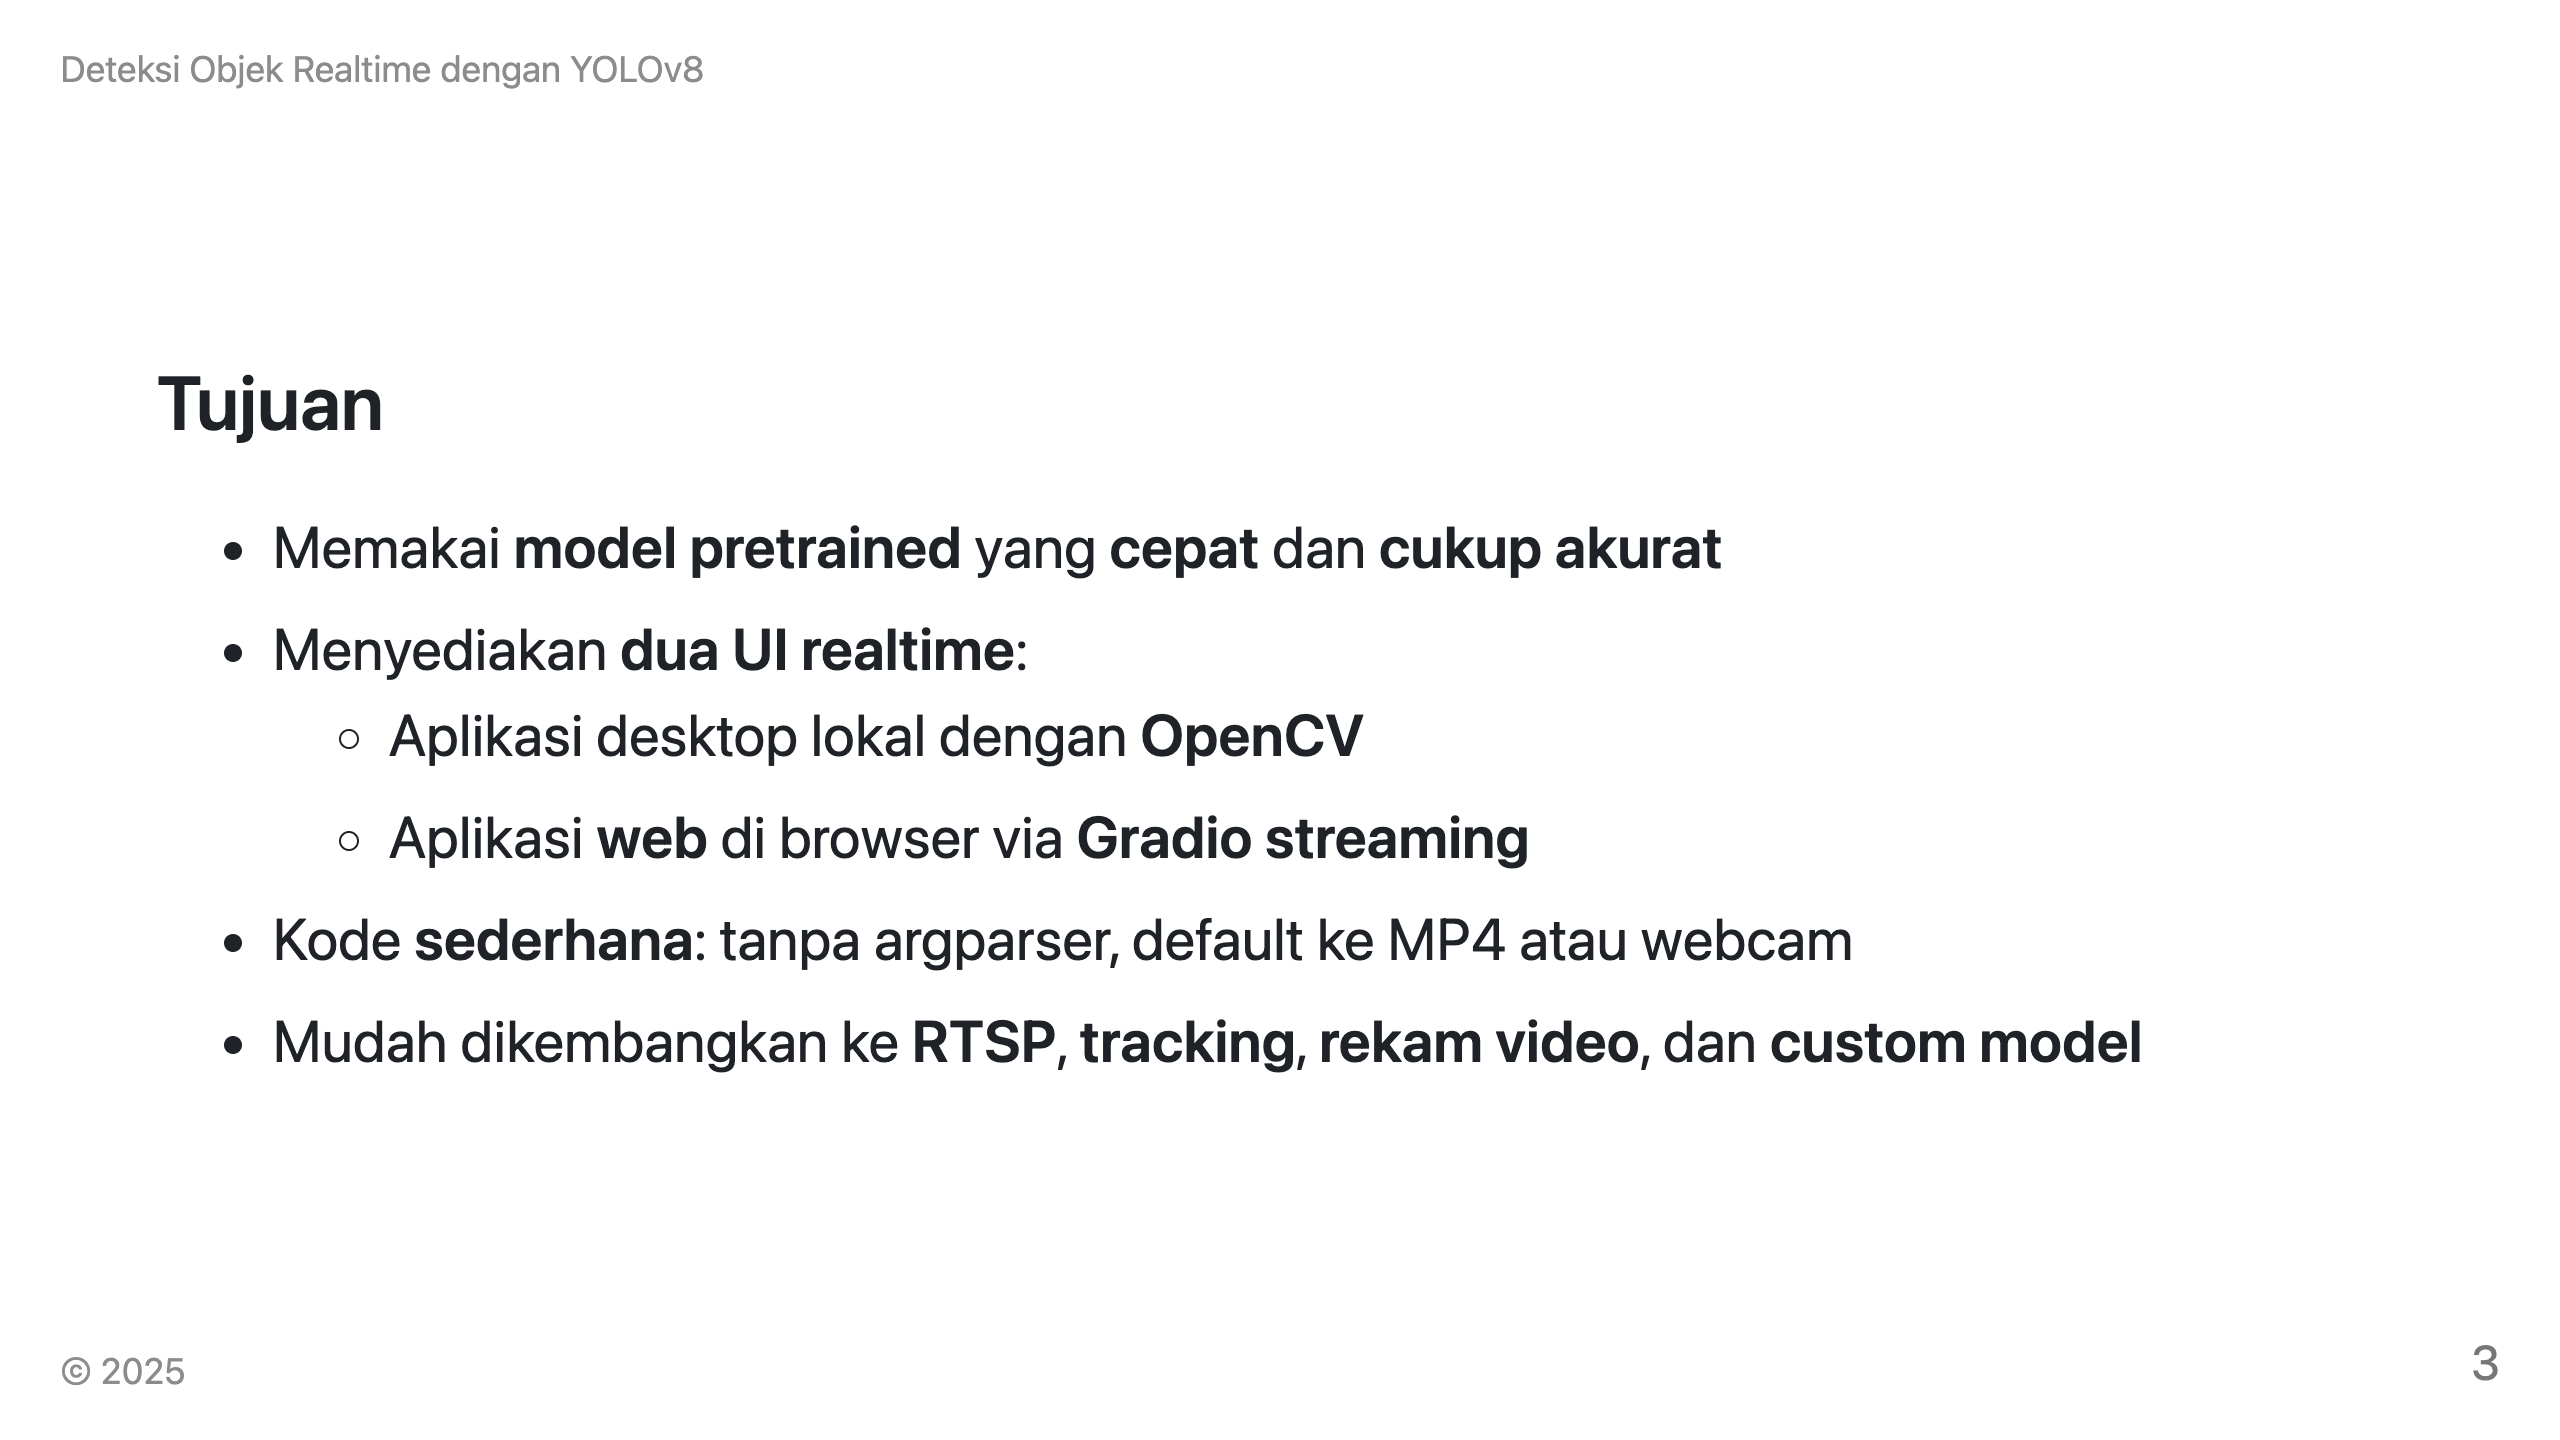 Deteksi Objek Realtime dengan YOLOv8
Tujuan
Memakai model pretrained yang cepat dan cukup akurat
Menyediakan dua UI realtime:
Aplikasi desktop lokal dengan OpenCV
Aplikasi web di browser via Gradio streaming
Kode sederhana: tanpa argparser, default ke MP4 atau webcam
Mudah dikembangkan ke RTSP, tracking, rekam video, dan custom model
© 2025
3